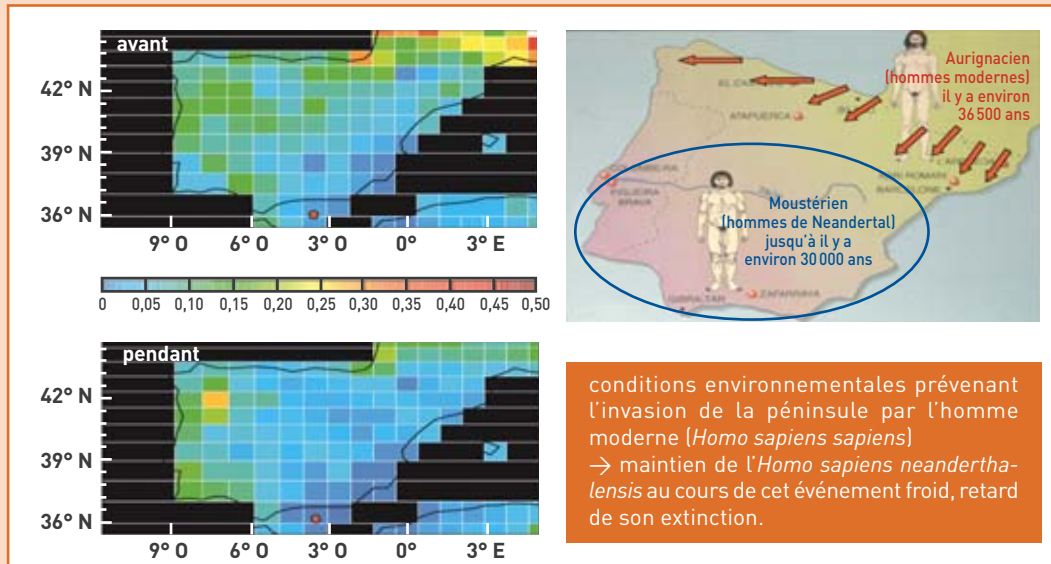 avant
42° N
39° N
36° N
9° O 6° O 3° O 0° 3° E
0 0,05 0,10 0,15 0,20 0,25 0,30 0,35 0,40 0,45 0,50
pendant
42° N
39° N
36° N
9° O 6° O 3° O 0° 3° E
Aurignacien
(hommes modernes)
il y a environ
36 500 ans
ATAPUERCA
BARCELONE
FIGUEIRA
BRAVA
Moustérien
(hommes de Neandertal)
jusqu’à il y a
environ 30 000 ans
GIBRALTAR
ZAFARRAYA
conditions environnementales prévenant
l’invasion de la péninsule par l’homme
moderne (Homo sapiens sapiens)
→ maintien de l’Homo sapiens neandertha-
lensis au cours de cet événement froid, retard
de son extinction.